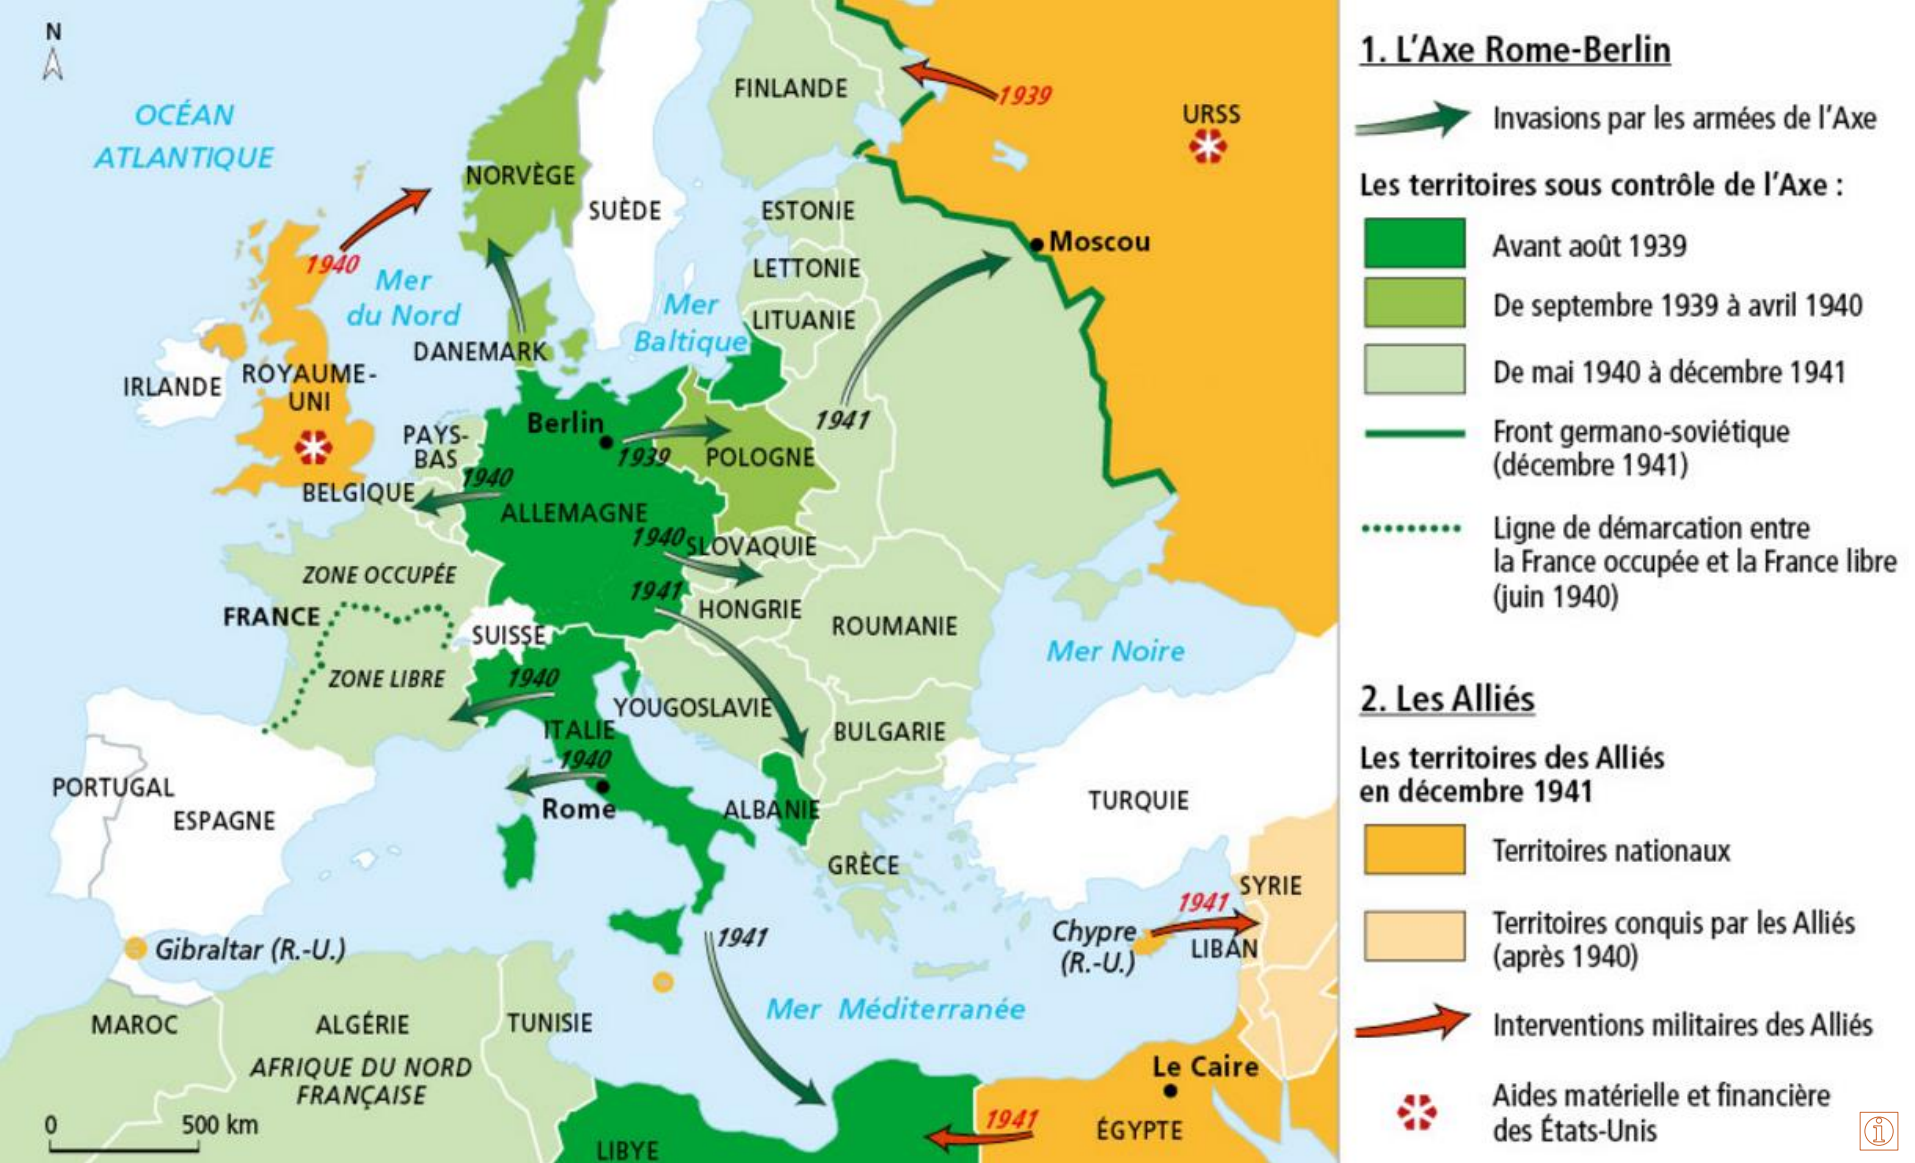 N
OCÉAN
ATLANTIQUE
FINLANDE
1939
URSS
NORVÈGE
SUÈDE
ESTONIE
Moscou
1940
Mer
du Nord
LETTONIE
Mer
Baltique
LITUANIE
DANEMARK
IRLANDE
ROYAUME-
UNI
1941
Berlin
PAYS-
BAS
1939
POLOGNE
1940
BELGIQUE
ALLEMAGNE
1940
SLOVAQUIE
ZONE OCCUPÉE
1941
HONGRIE
FRANCE
ROUMANIE
SUISSE
Mer Noire
ZONE LIBRE
1940
YOUGOSLAVIE
ITALIE
BULGARIE
1940
PORTUGAL
Rome
ALBANIE
TURQUIE
ESPAGNE
GRÈCE
SYRIE
1941
Chypre
(R.-U.)
LIBAN
Gibraltar (R.-U.)
1941
Mer Méditerranée
MAROC
ALGÉRIE
TUNISIE
AFRIQUE DU NORD
FRANÇAISE
Le Caire
0 500 km
1941
ÉGYPTE
LIBYE
1. L'Axe Rome-Berlin
Invasions par les armées de l'Axe
Les territoires sous contrôle de l'Axe :
Avant août 1939
De septembre 1939 à avril 1940
De mai 1940 à décembre 1941
Front germano-soviétique
(décembre 1941)
Ligne de démarcation entre
la France occupée et la France libre
(juin 1940)
2. Les Alliés
Les territoires des Alliés
en décembre 1941
Territoires nationaux
Territoires conquis par les Alliés
(après 1940)
Interventions militaires des Alliés
Aides matérielle et financière
des États-Unis
i